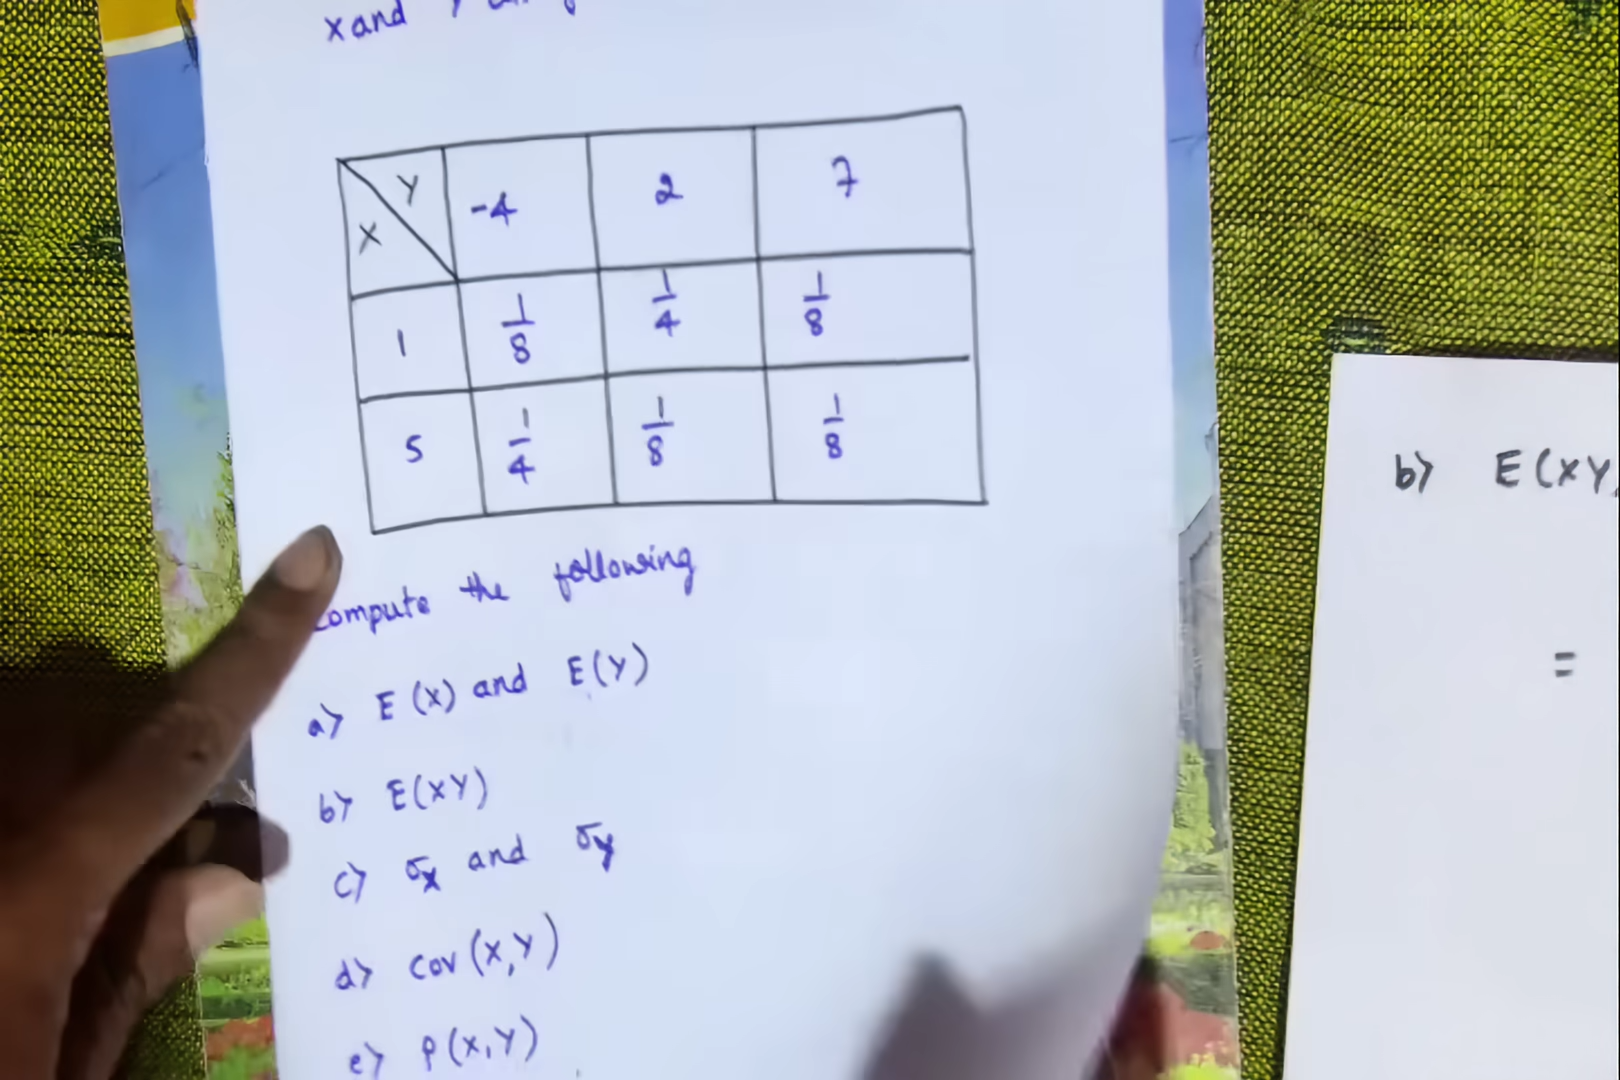 x and Y
Y
X
-4 2 7
1 1/8 1/4 1/8
5 1/4 1/8 1/8
compute the following
a> E(X) and E(Y)
b> E(XY)
c> σx and σy
d> cov(X,Y)
e> ρ(X,Y)
b> E(XY
=